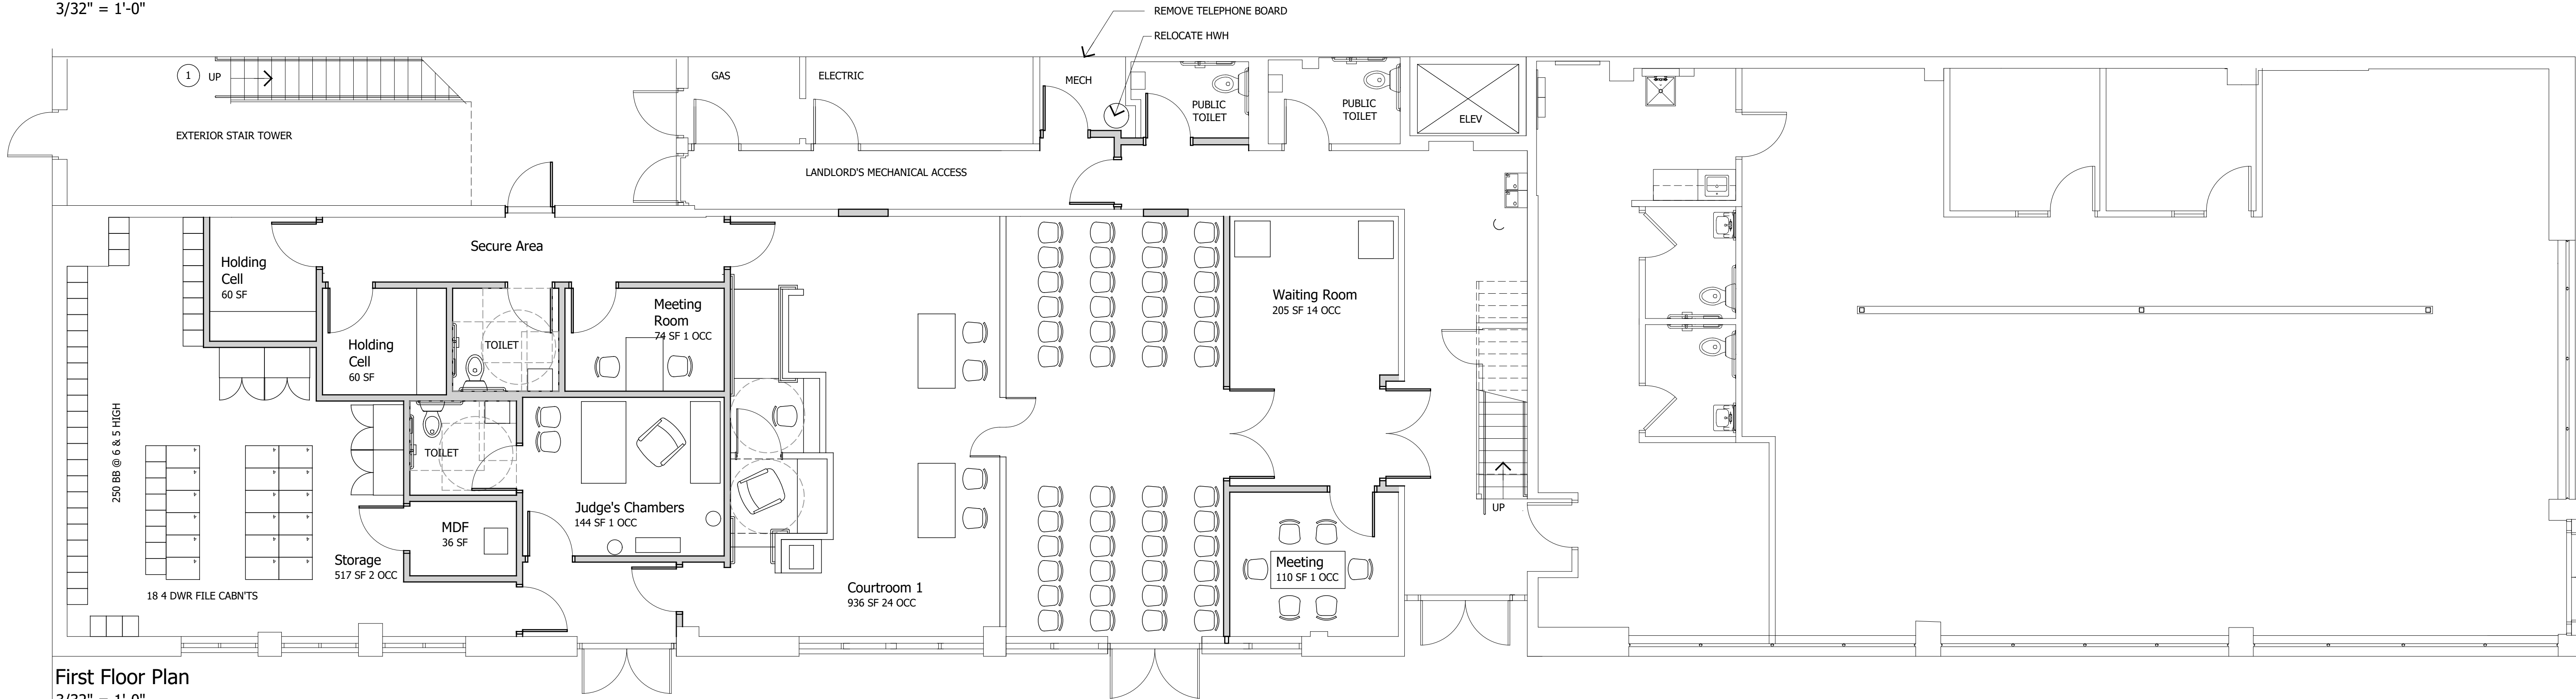 3/32" = 1'-0"
REMOVE TELEPHONE BOARD
RELOCATE HWH
1
UP
EXTERIOR STAIR TOWER
GAS
ELECTRIC
MECH
PUBLIC
TOILET
PUBLIC
TOILET
ELEV
LANDLORD'S MECHANICAL ACCESS
Secure Area
Holding
Cell
60 SF
Holding
Cell
60 SF
TOILET
Meeting
Room
74 SF 1 OCC
Waiting Room
205 SF 14 OCC
250 BB @ 6 & 5 HIGH
TOILET
Judge's Chambers
144 SF 1 OCC
MDF
36 SF
Storage
517 SF 2 OCC
18 4 DWR FILE CABN'TS
Courtroom 1
936 SF 24 OCC
Meeting
110 SF 1 OCC
UP
First Floor Plan
3/32" = 1'-0"